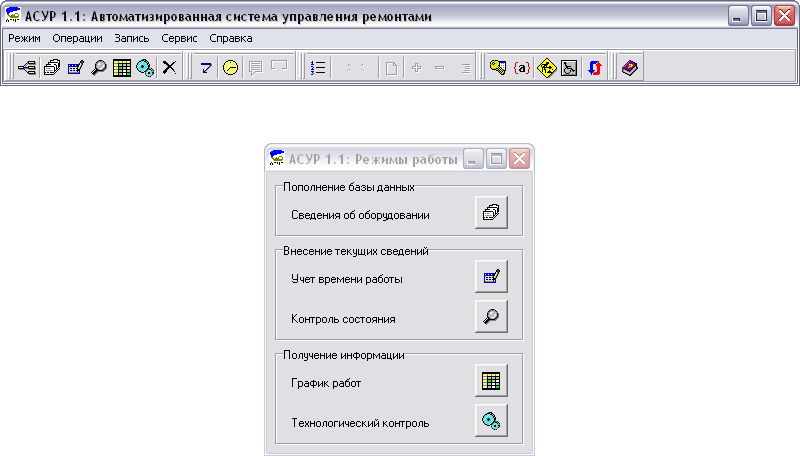 АСУР 1.1: Автоматизированная система управления ремонтами
Режим Операции Запись Сервис Справка
{a}
АСУР 1.1: Режимы работы
Пополнение базы данных
Сведения об оборудовании
Внесение текущих сведений
Учет времени работы
Контроль состояния
Получение информации
График работ
Технологический контроль